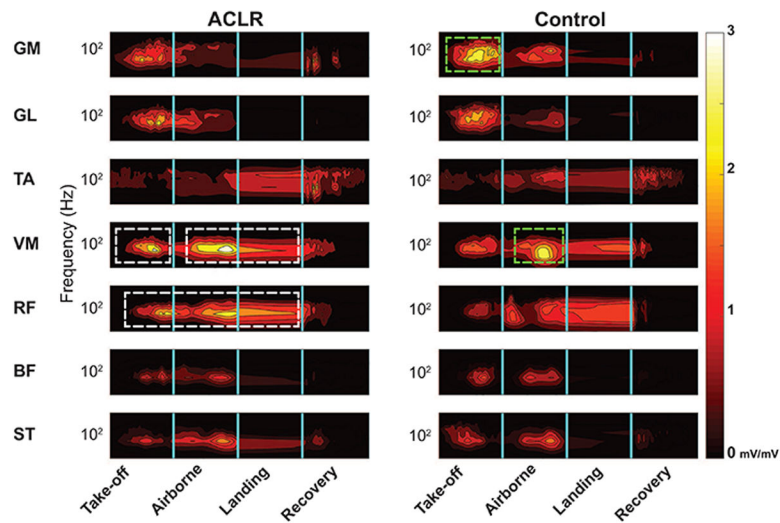 ACLR Control
GM 10² 10² 3
GL 10² 10²
TA 10² 10² 2
Frequency (Hz)
VM 10² 10²
RF 10² 10² 1
BF 10² 10²
ST 10² 10² 0 mV/mV
Take-off Airborne Landing Recovery Take-off Airborne Landing Recovery